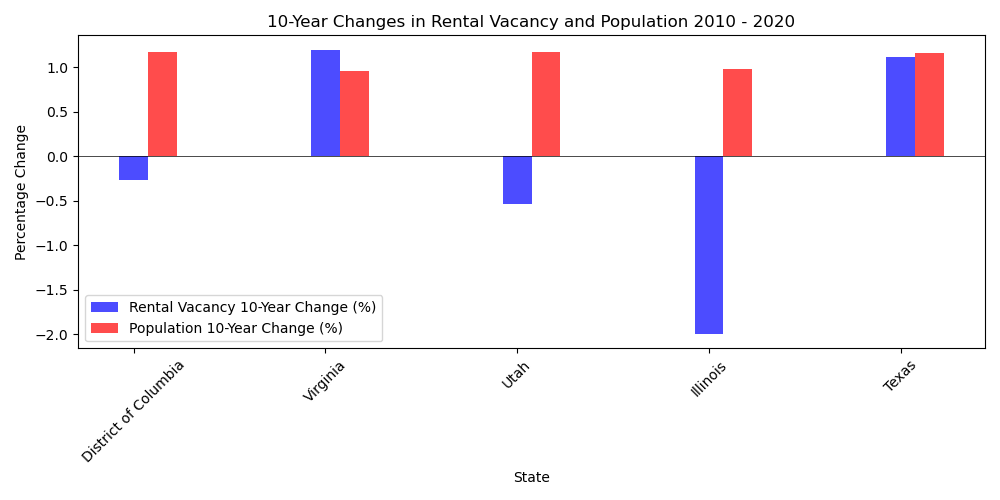 10-Year Changes in Rental Vacancy and Population 2010 - 2020
Percentage Change
1.0
0.5
0.0
−0.5
−1.0
−1.5
−2.0
Rental Vacancy 10-Year Change (%)
Population 10-Year Change (%)
District of Columbia
Virginia
Utah
Illinois
Texas
State